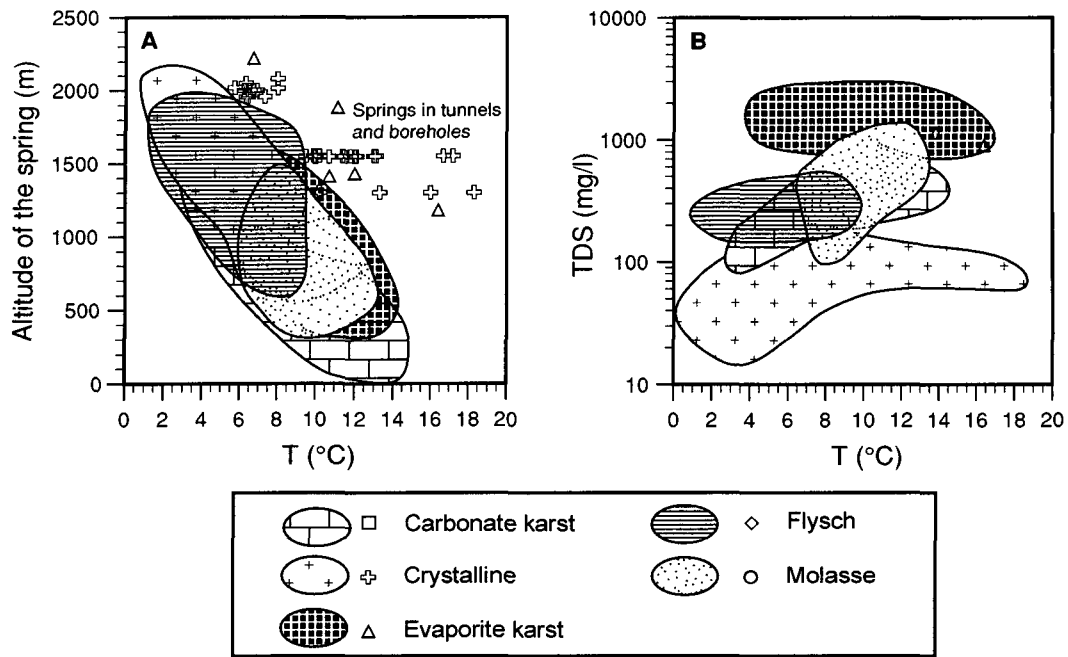 A
2500
2000
1500
1000
500
0
Altitude of the spring (m)
Springs in tunnels
and boreholes
0 2 4 6 8 10 12 14 16 18 20
T (°C)
B
10000
1000
100
10
TDS (mg/l)
0 2 4 6 8 10 12 14 16 18 20
T (°C)
Carbonate karst
Crystalline
Evaporite karst
Flysch
Molasse